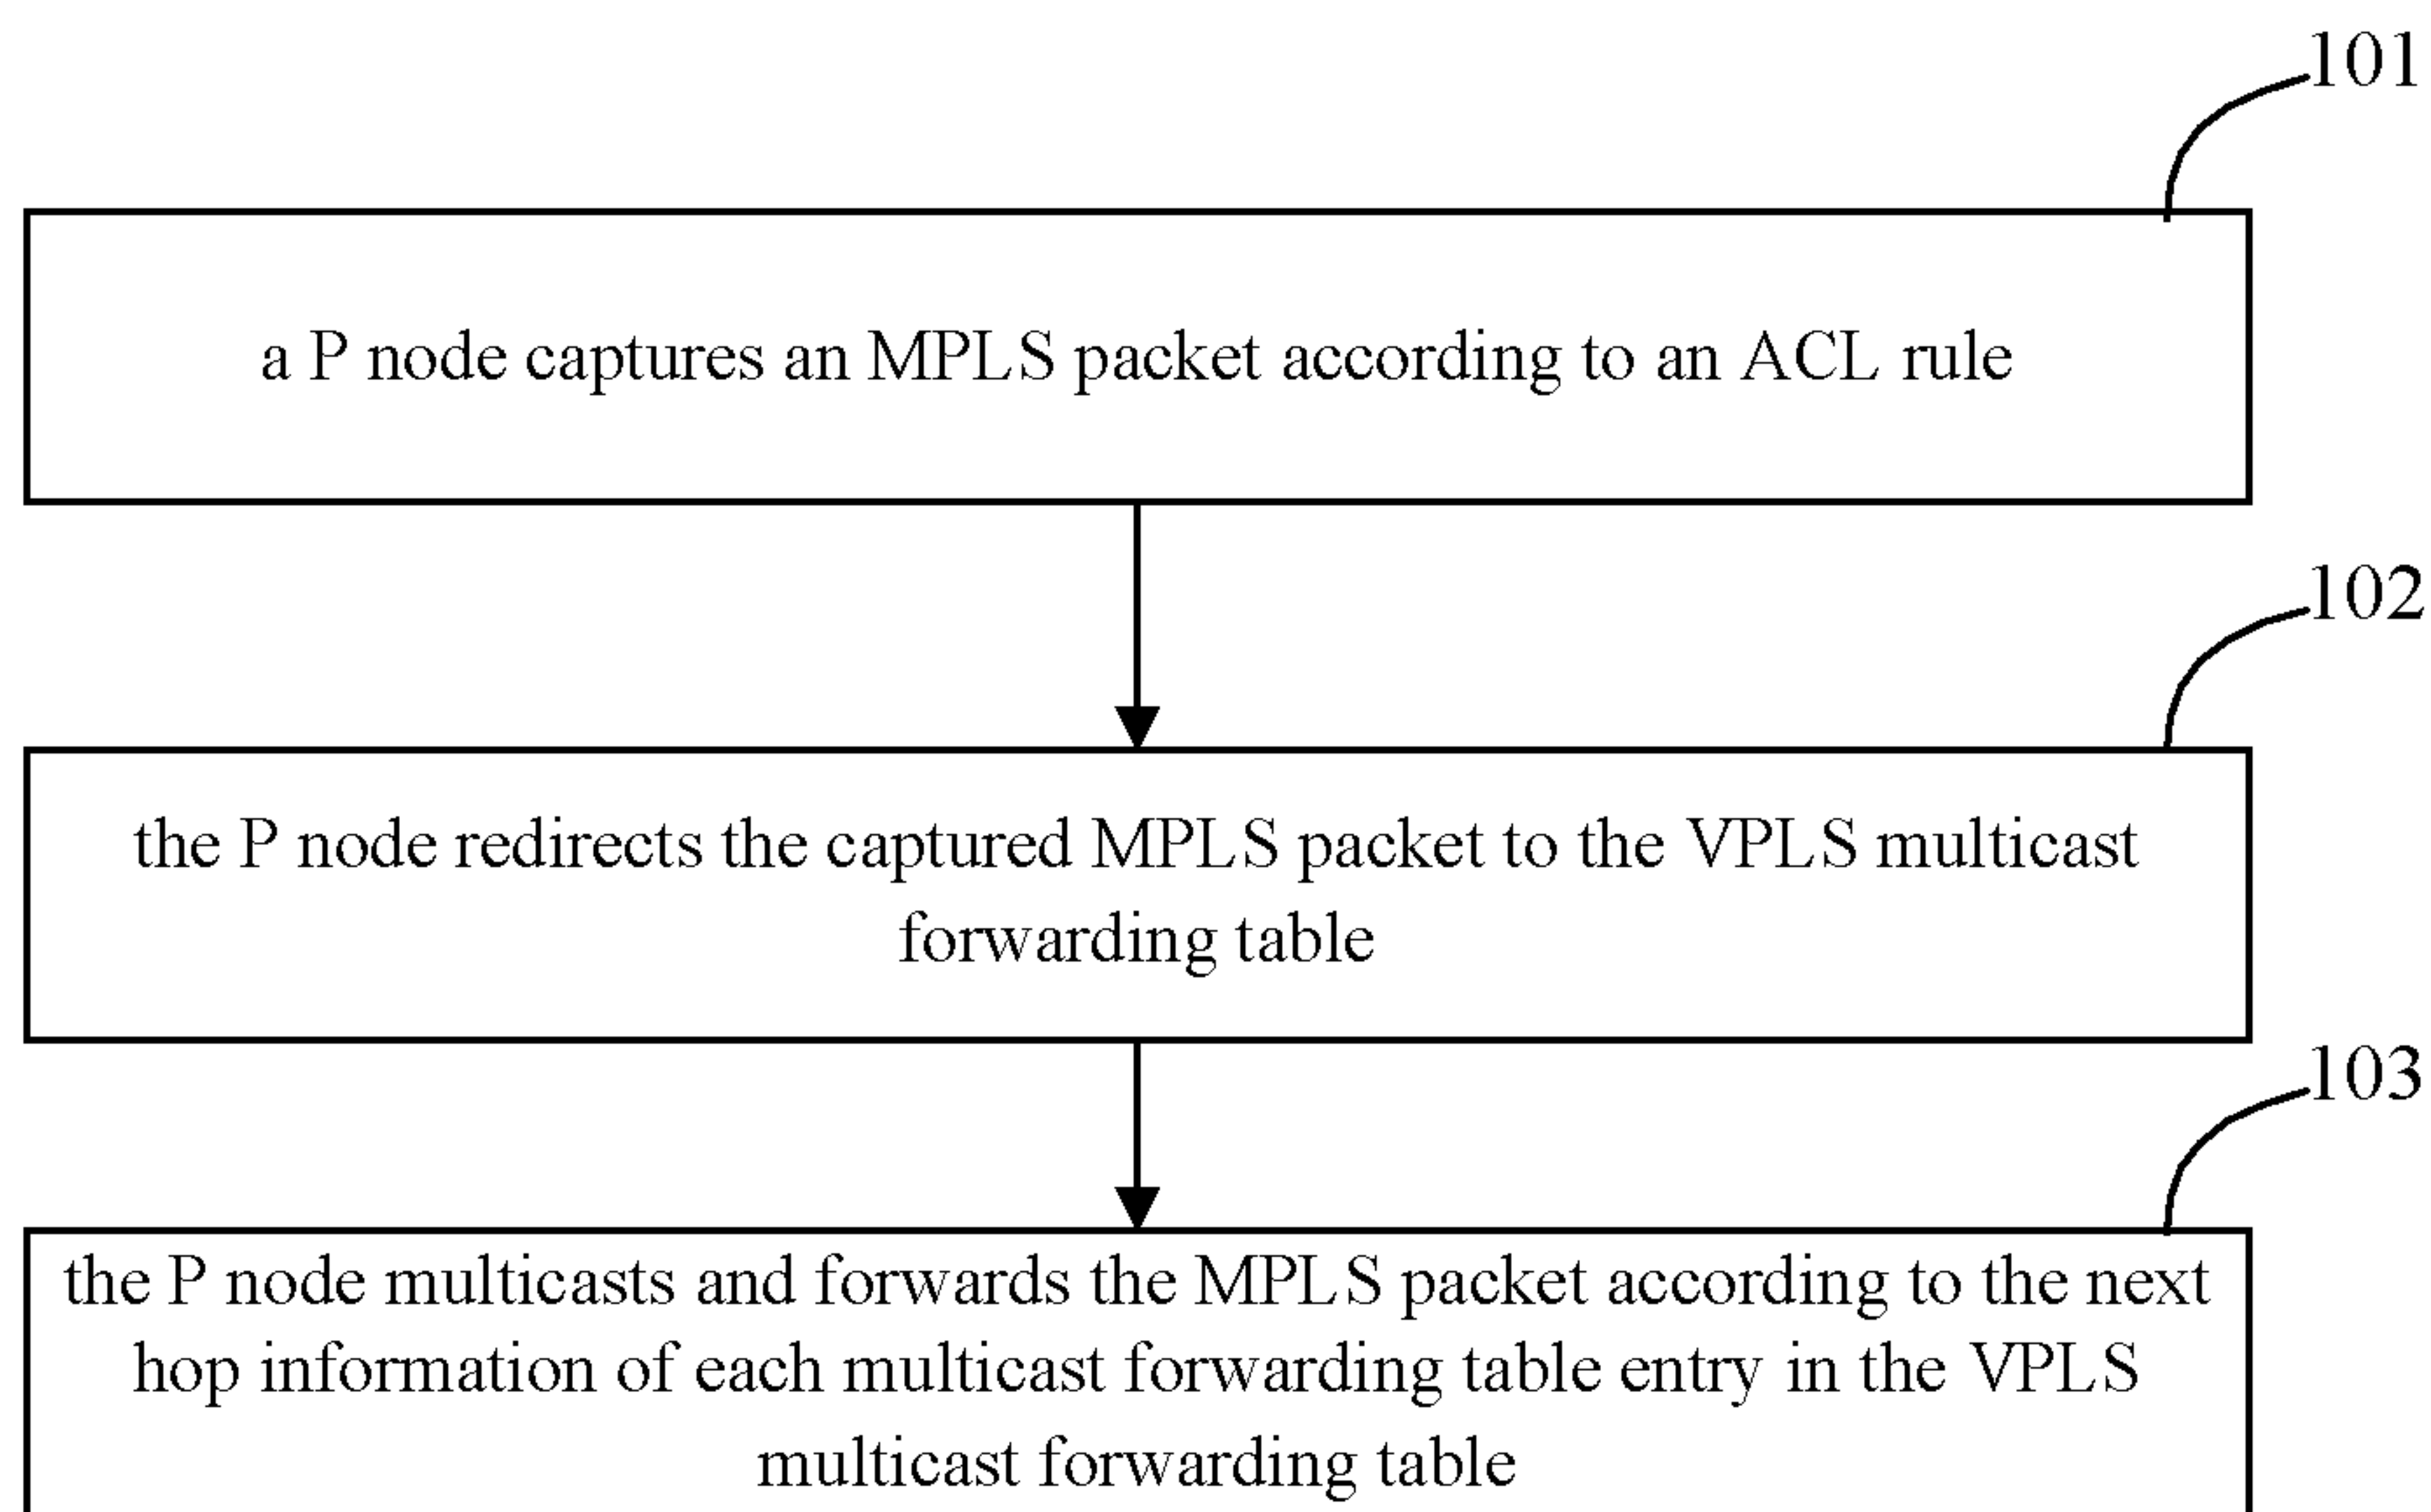 101
a P node captures an MPLS packet according to an ACL rule
102
the P node redirects the captured MPLS packet to the VPLS multicast
forwarding table
103
the P node multicasts and forwards the MPLS packet according to the next
hop information of each multicast forwarding table entry in the VPLS
multicast forwarding table